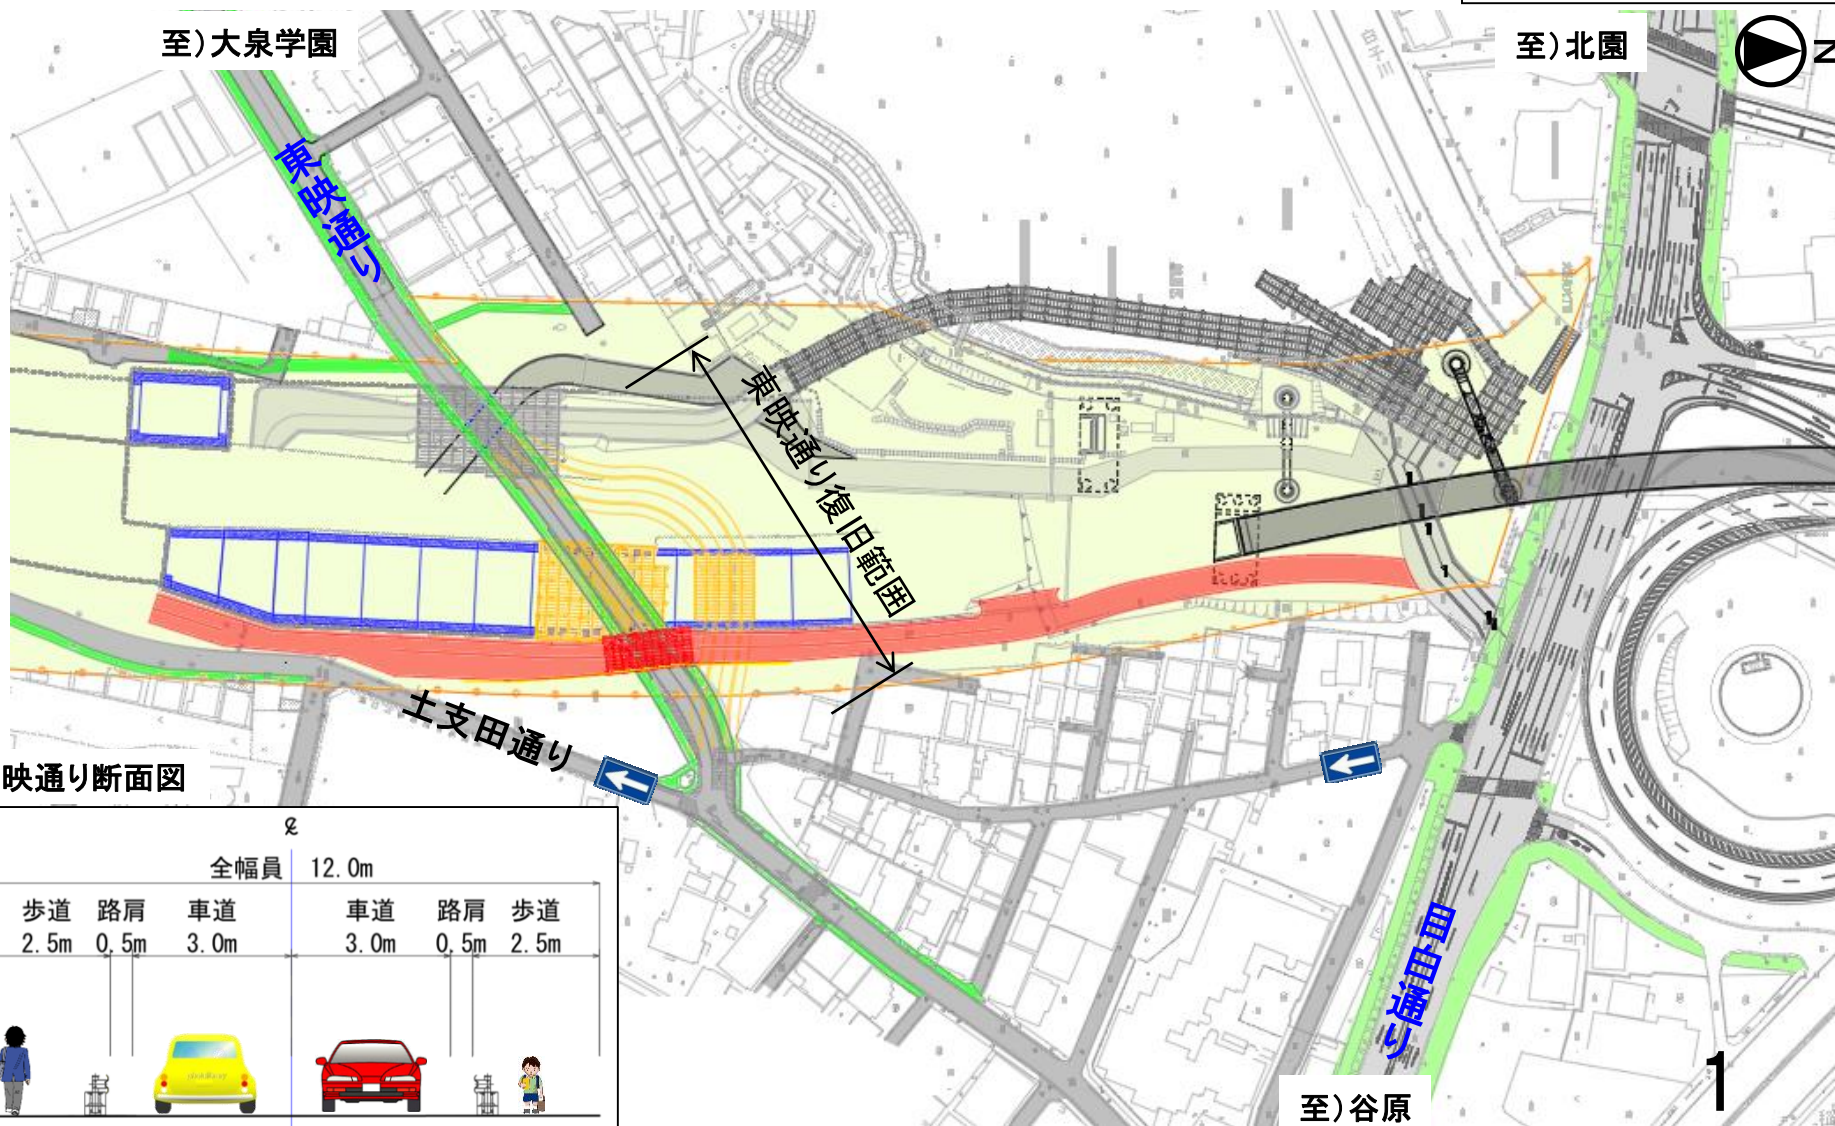 至）大泉学園
至）北園
N
東映通り
東映通り復旧範囲
土支田通り
映通り断面図
℄
全幅員 12.0m
歩道 路肩 車道 車道 路肩 歩道
2.5m 0.5m 3.0m 3.0m 0.5m 2.5m
目白通り
至）谷原
1